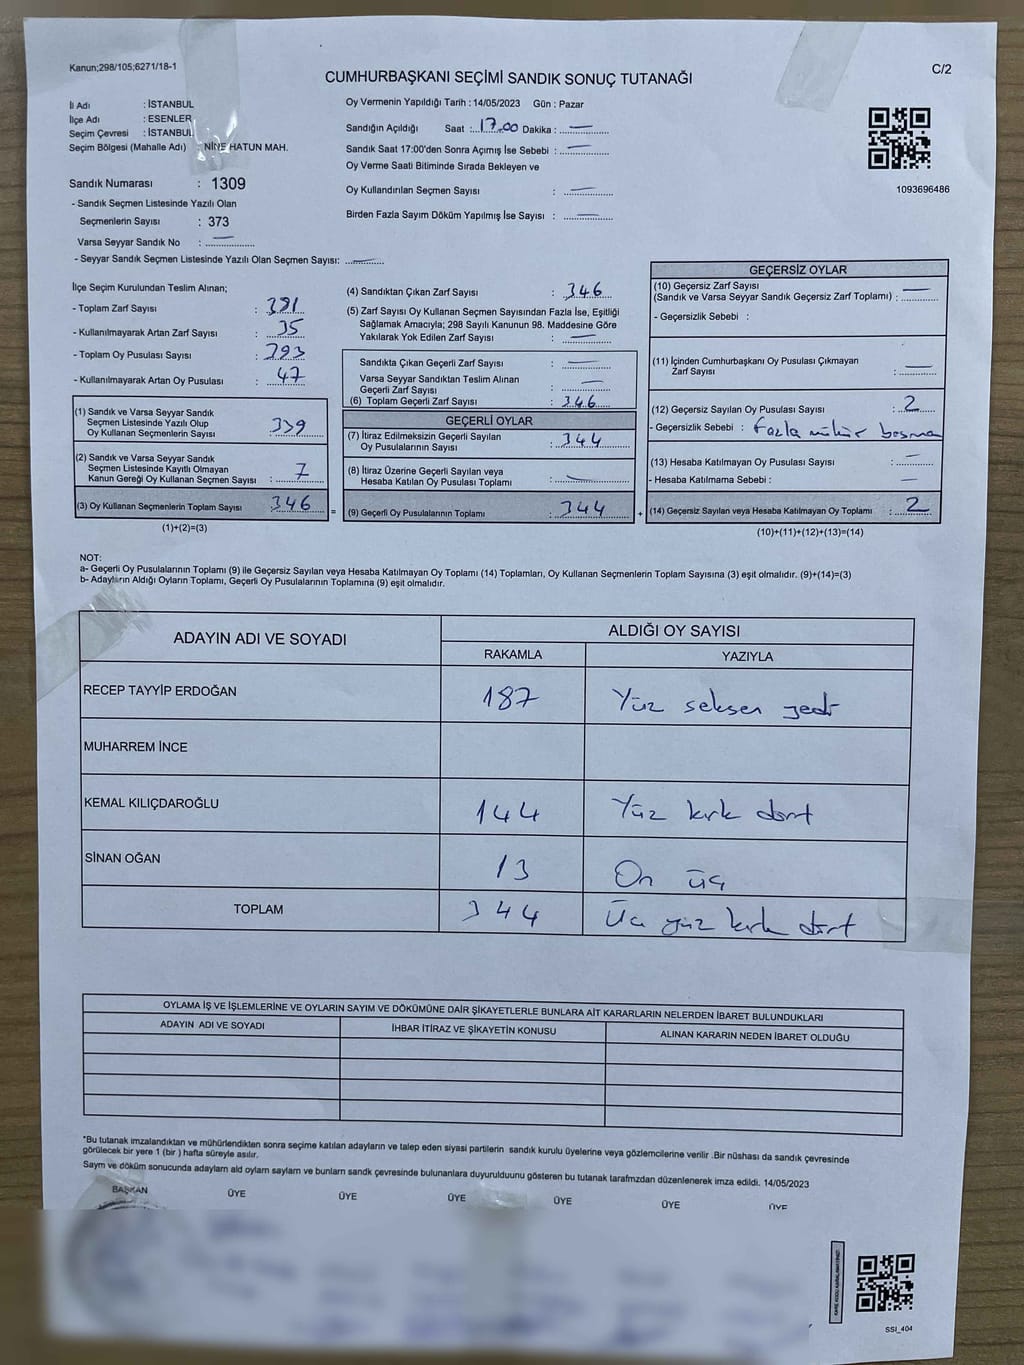 Kanun;298/105;6271/18-1
C/2
CUMHURBAŞKANI SEÇİMİ SANDIK SONUÇ TUTANAĞI
İl Adı : İSTANBUL
İlçe Adı : ESENLER
Seçim Çevresi : İSTANBUL
Seçim Bölgesi (Mahalle Adı) : NİNE HATUN MAH.
Sandık Numarası : 1309
- Sandık Seçmen Listesinde Yazılı Olan
Seçmenlerin Sayısı : 373
Varsa Seyyar Sandık No : —
- Seyyar Sandık Seçmen Listesinde Yazılı Olan Seçmen Sayısı: —
Oy Vermenin Yapıldığı Tarih : 14/05/2023 Gün : Pazar
Sandığın Açıldığı Saat : 17.00 Dakika : —
Sandık Saat 17:00'den Sonra Açımış İse Sebebi : —
Oy Verme Saati Bitiminde Sırada Bekleyen ve
Oy Kullandırılan Seçmen Sayısı : —
Birden Fazla Sayım Döküm Yapılmış İse Sayısı : —
1093696486
İlçe Seçim Kurulundan Teslim Alınan;
- Toplam Zarf Sayısı : 381
- Kullanılmayarak Artan Zarf Sayısı : 35
- Toplam Oy Pusulası Sayısı : 393
- Kullanılmayarak Artan Oy Pusulası : 47
(1) Sandık ve Varsa Seyyar Sandık
Seçmen Listesinde Yazılı Olup
Oy Kullanan Seçmenlerin Sayısı : 339
(2) Sandık ve Varsa Seyyar Sandık
Seçmen Listesinde Kayıtlı Olmayan
Kanun Gereği Oy Kullanan Seçmen Sayısı : 7
(3) Oy Kullanan Seçmenlerin Toplam Sayısı : 346
(1)+(2)=(3)
=
(4) Sandıktan Çıkan Zarf Sayısı : 346
(5) Zarf Sayısı Oy Kullanan Seçmen Sayısından Fazla İse, Eşitliği
Sağlamak Amacıyla; 298 Sayılı Kanunun 98. Maddesine Göre
Yakılarak Yok Edilen Zarf Sayısı : —
Sandıkta Çıkan Geçerli Zarf Sayısı : —
Varsa Seyyar Sandıktan Teslim Alınan
Geçerli Zarf Sayısı : —
(6) Toplam Geçerli Zarf Sayısı : 346
GEÇERLİ OYLAR
(7) İtiraz Edilmeksizin Geçerli Sayılan
Oy Pusulalarının Sayısı : 344
(8) İtiraz Üzerine Geçerli Sayılan veya
Hesaba Katılan Oy Pusulası Toplamı : —
(9) Geçerli Oy Pusulalarının Toplamı : 344
+
GEÇERSİZ OYLAR
(10) Geçersiz Zarf Sayısı —
(Sandık ve Varsa Seyyar Sandık Geçersiz Zarf Toplamı) :
- Geçersizlik Sebebi :
(11) İçinden Cumhurbaşkanı Oy Pusulası Çıkmayan
Zarf Sayısı : —
(12) Geçersiz Sayılan Oy Pusulası Sayısı : 2
- Geçersizlik Sebebi : Fazla mühür basma
(13) Hesaba Katılmayan Oy Pusulası Sayısı : —
- Hesaba Katılmama Sebebi : —
(14) Geçersiz Sayılan veya Hesaba Katılmayan Oy Toplamı : 2
(10)+(11)+(12)+(13)=(14)
NOT:
a- Geçerli Oy Pusulalarının Toplamı (9) ile Geçersiz Sayılan veya Hesaba Katılmayan Oy Toplamı (14) Toplamları, Oy Kullanan Seçmenlerin Toplam Sayısına (3) eşit olmalıdır. (9)+(14)=(3)
b- Adayların Aldığı Oyların Toplamı, Geçerli Oy Pusulalarının Toplamına (9) eşit olmalıdır.
ADAYIN ADI VE SOYADI
ALDIĞI OY SAYISI
RAKAMLA YAZIYLA
RECEP TAYYİP ERDOĞAN 187 Yüz seksen yedi
MUHARREM İNCE
KEMAL KILIÇDAROĞLU 144 Yüz kırk dört
SİNAN OĞAN 13 On üç
TOPLAM 344 Üç yüz kırk dört
OYLAMA İŞ VE İŞLEMLERİNE VE OYLARIN SAYIM VE DÖKÜMÜNE DAİR ŞİKAYETLERLE BUNLARA AİT KARARLARIN NELERDEN İBARET BULUNDUKLARI
ADAYIN ADI VE SOYADI İHBAR İTİRAZ VE ŞİKAYETİN KONUSU ALINAN KARARIN NEDEN İBARET OLDUĞU
*Bu tutanak imzalandıktan ve mühürlendikten sonra seçime katılan adayların ve talep eden siyasi partilerin sandık kurulu üyelerine veya gözlemcilerine verilir .Bir nüshası da sandık çevresinde
görülecek bir yere 1 (bir ) hafta süreyle asılır.
Sayım ve döküm sonucunda adayların ald oyların sayları ve bunların sandk çevresinde bulunanlara duyurulduunu gösteren bu tutanak tarafmzdan düzenlenerek imza edildi. 14/05/2023
BAŞKAN ÜYE ÜYE ÜYE ÜYE ÜYE ÜYE
SSI_404